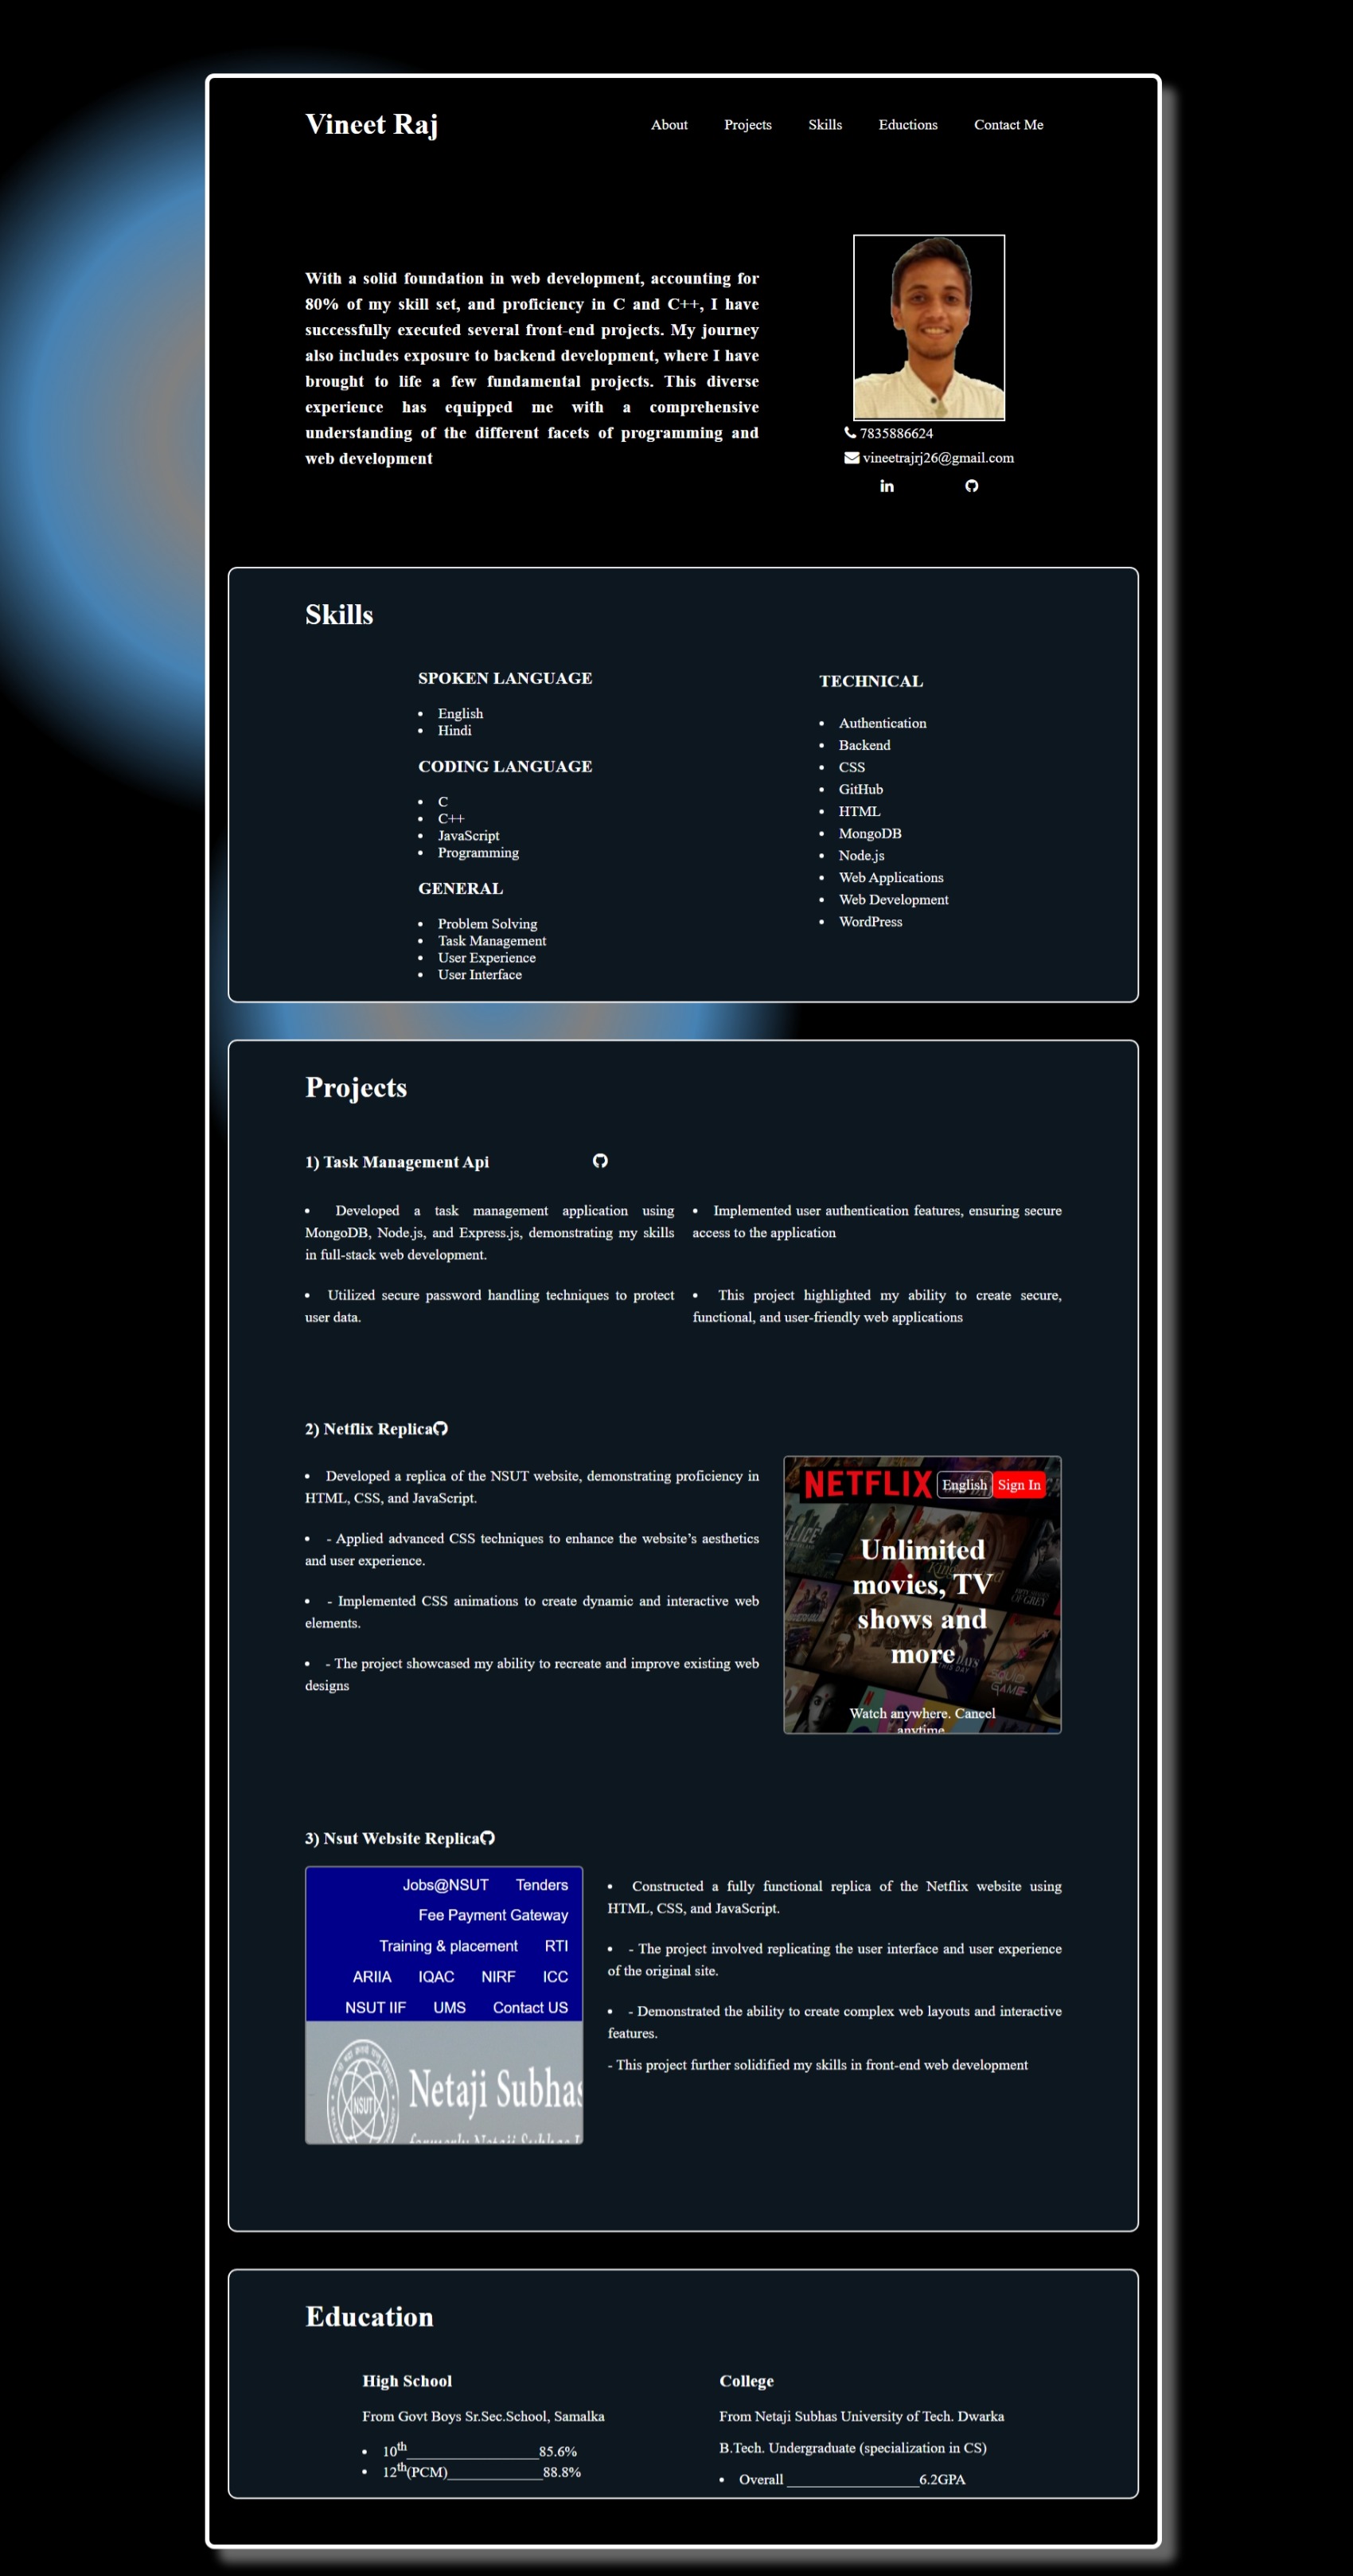 Vineet Raj
About Projects Skills Eductions Contact Me
With a solid foundation in web development, accounting for
80% of my skill set, and proficiency in C and C++, I have
successfully executed several front-end projects. My journey
also includes exposure to backend development, where I have
brought to life a few fundamental projects. This diverse
experience has equipped me with a comprehensive
understanding of the different facets of programming and
web development
7835886624
vineetrajrj26@gmail.com
Skills
SPOKEN LANGUAGE
• English
• Hindi
CODING LANGUAGE
• C
• C++
• JavaScript
• Programming
GENERAL
• Problem Solving
• Task Management
• User Experience
• User Interface
TECHNICAL
• Authentication
• Backend
• CSS
• GitHub
• HTML
• MongoDB
• Node.js
• Web Applications
• Web Development
• WordPress
Projects
1) Task Management Api
• Developed a task management application using
MongoDB, Node.js, and Express.js, demonstrating my skills
in full-stack web development.
• Implemented user authentication features, ensuring secure
access to the application
• Utilized secure password handling techniques to protect
user data.
• This project highlighted my ability to create secure,
functional, and user-friendly web applications
2) Netflix Replica
• Developed a replica of the NSUT website, demonstrating proficiency in
HTML, CSS, and JavaScript.
• - Applied advanced CSS techniques to enhance the website’s aesthetics
and user experience.
• - Implemented CSS animations to create dynamic and interactive web
elements.
• - The project showcased my ability to recreate and improve existing web
designs
NETFLIX English Sign In
Unlimited
movies, TV
shows and
more
Watch anywhere. Cancel
anytime
3) Nsut Website Replica
Jobs@NSUT Tenders
Fee Payment Gateway
Training & placement RTI
ARIIA IQAC NIRF ICC
NSUT IIF UMS Contact US
NSUT
Netaji Subhas
• Constructed a fully functional replica of the Netflix website using
HTML, CSS, and JavaScript.
• - The project involved replicating the user interface and user experience
of the original site.
• - Demonstrated the ability to create complex web layouts and interactive
features.
- This project further solidified my skills in front-end web development
Education
High School
From Govt Boys Sr.Sec.School, Samalka
• 10th__________________85.6%
• 12th(PCM)_____________88.8%
College
From Netaji Subhas University of Tech. Dwarka
B.Tech. Undergraduate (specialization in CS)
• Overall __________________6.2GPA